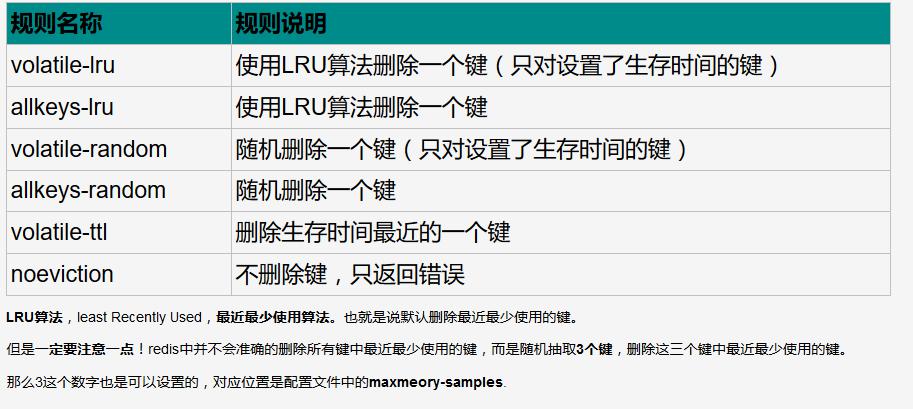 规则名称 规则说明
volatile-lru 使用LRU算法删除一个键（只对设置了生存时间的键）
allkeys-lru 使用LRU算法删除一个键
volatile-random 随机删除一个键（只对设置了生存时间的键）
allkeys-random 随机删除一个键
volatile-ttl 删除生存时间最近的一个键
noeviction 不删除键，只返回错误
LRU算法，least Recently Used，最近最少使用算法。也就是说默认删除最近最少使用的键。
但是一定要注意一点！redis中并不会准确的删除所有键中最近最少使用的键，而是随机抽取3个键，删除这三个键中最近最少使用的键。
那么3这个数字也是可以设置的，对应位置是配置文件中的maxmeory-samples.